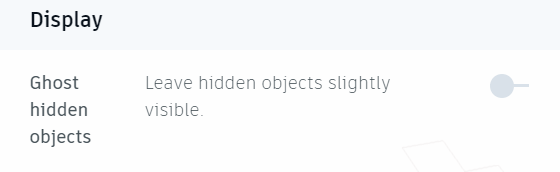 Display
Ghost
hidden
objects
Leave hidden objects slightly
visible.